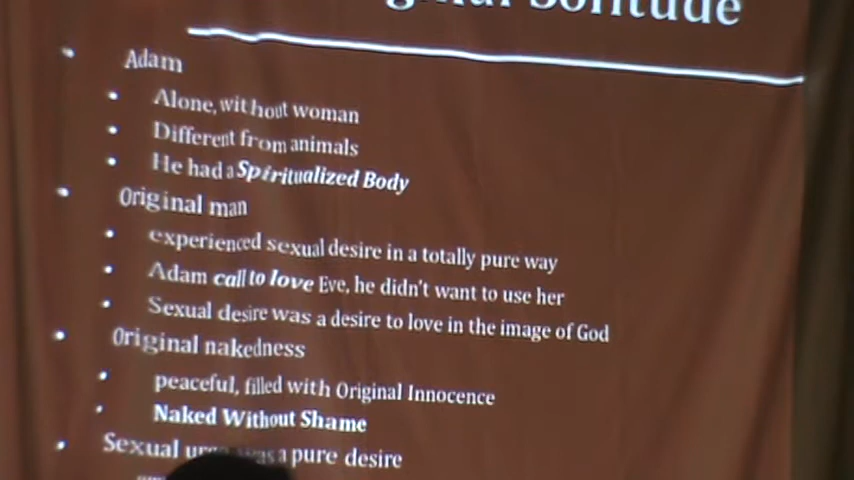 Solitude
• Adam
• Alone, without woman
• Different from animals
• He had a Spiritualized Body
• Original man
• experienced sexual desire in a totally pure way
• Adam call to love Eve, he didn't want to use her
• Sexual desire was a desire to love in the image of God
• Original nakedness
• peaceful, filled with Original Innocence
• Naked Without Shame
• Sexual was a pure desire